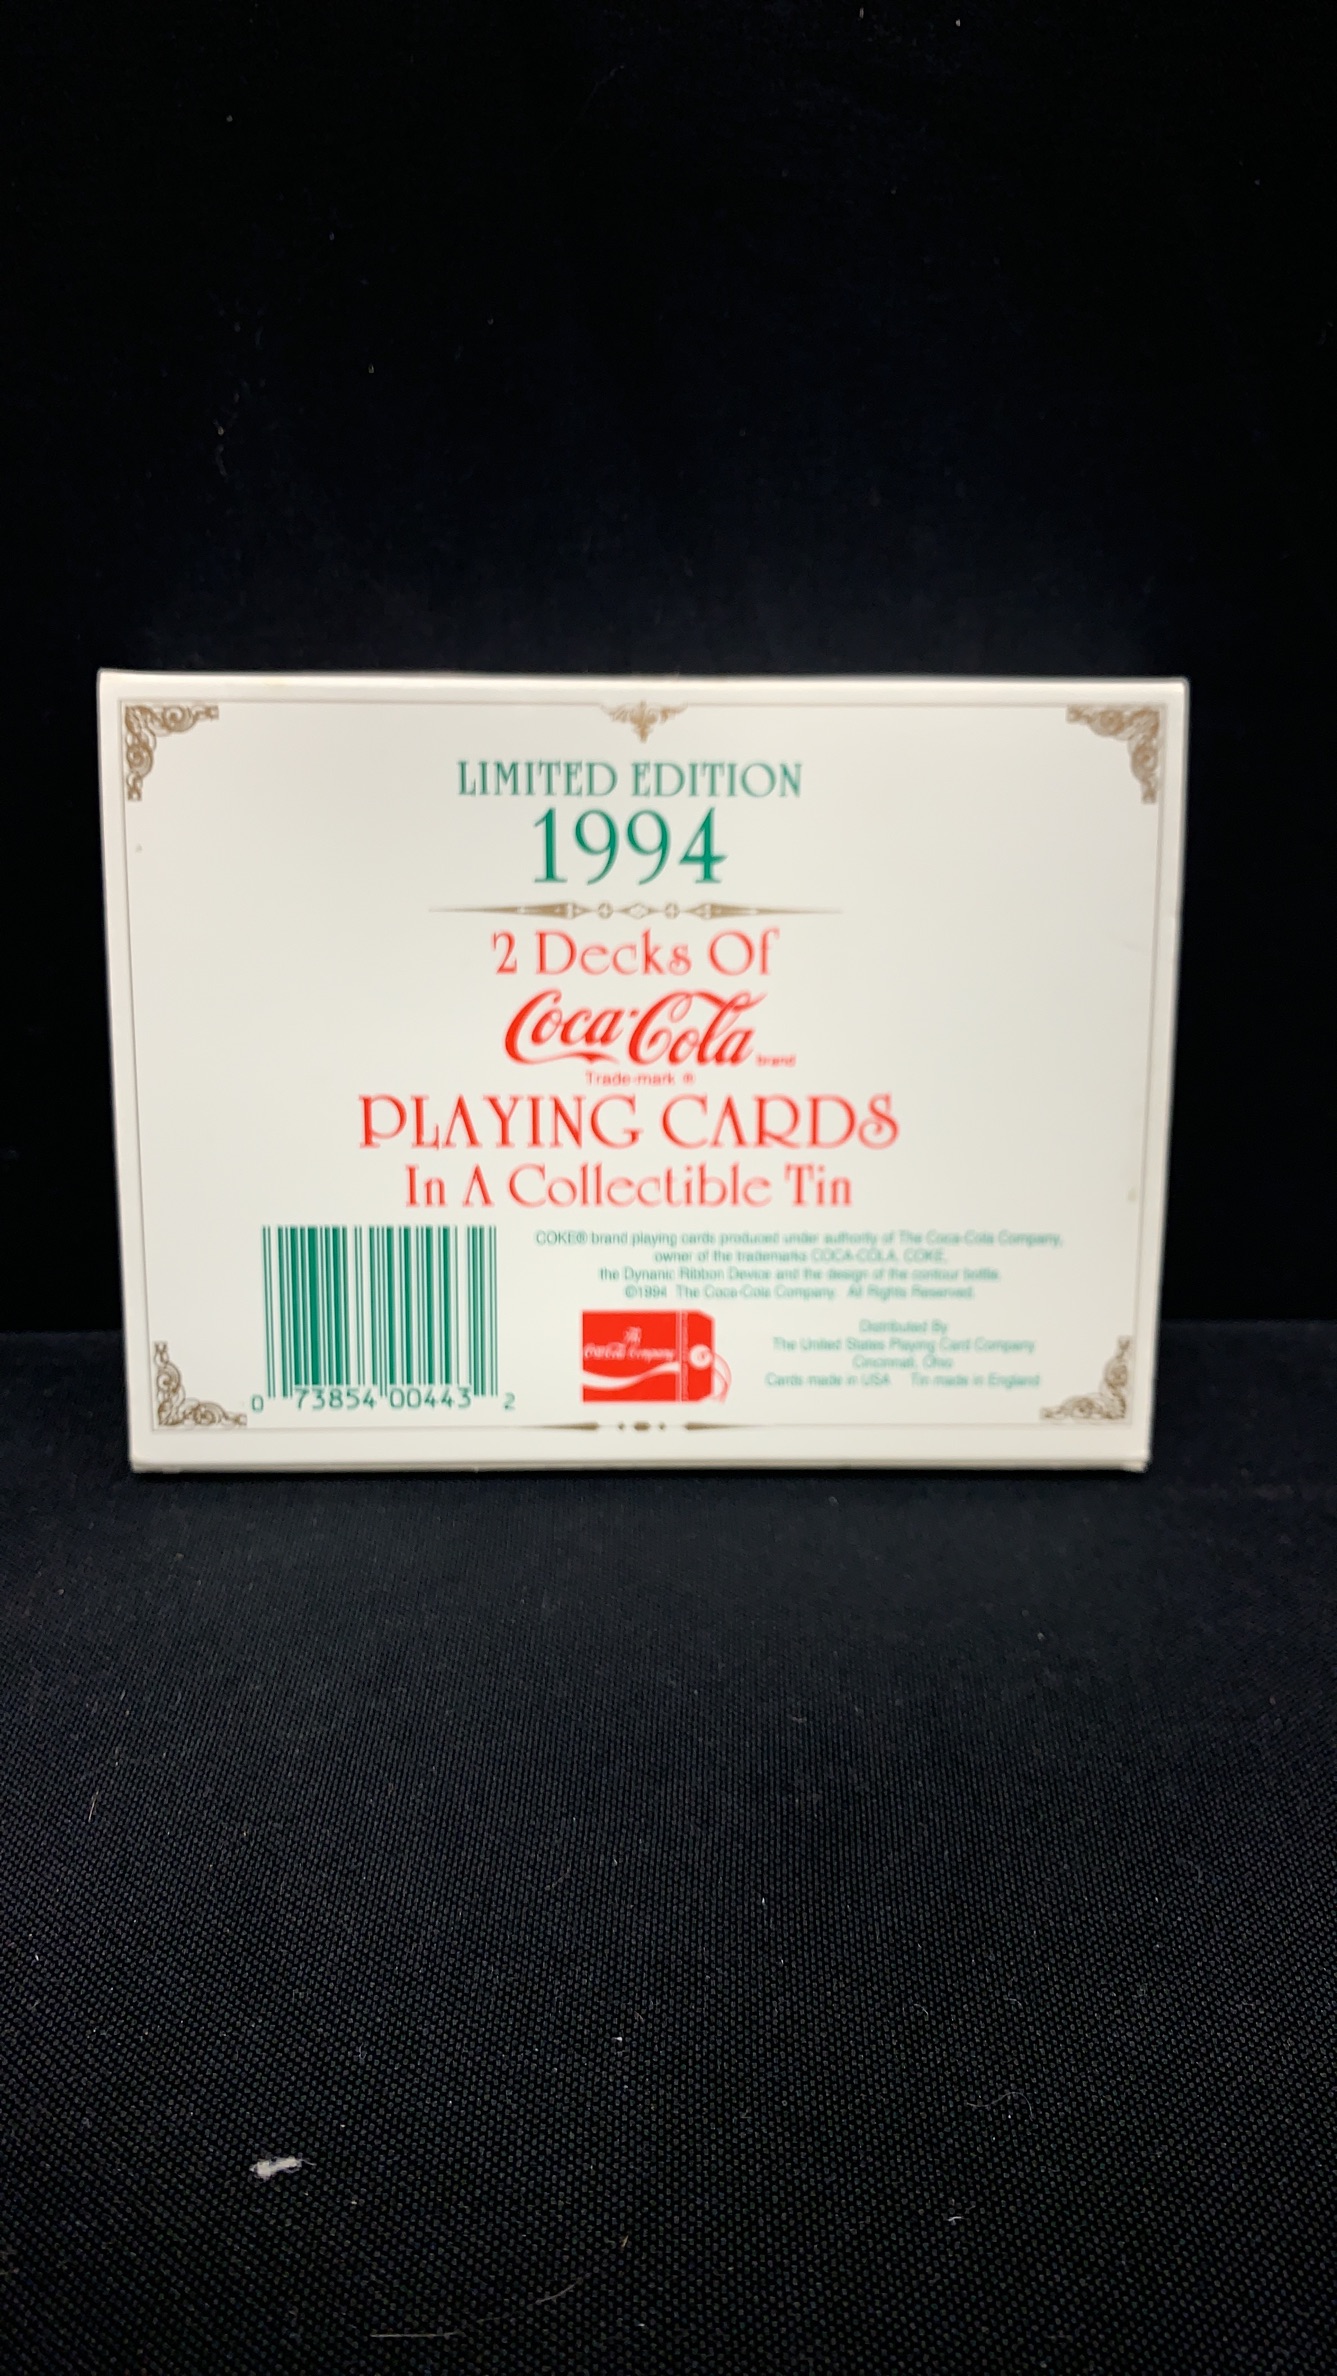 LIMITED EDITION
1994
2 Decks Of
Coca-Cola brand
Trade-mark ®
PLAYING CARDS
In A Collectible Tin
COKE® brand playing cards produced under authority of The Coca-Cola Company,
owner of the trademarks COCA-COLA, COKE,
the Dynamic Ribbon Device and the design of the contour bottle.
©1994 The Coca-Cola Company. All Rights Reserved.
The
Coca-Cola Company
Distributed By
The United States Playing Card Company
Cincinnati, Ohio
Cards made in USA Tin made in England
0 73854 00443 2